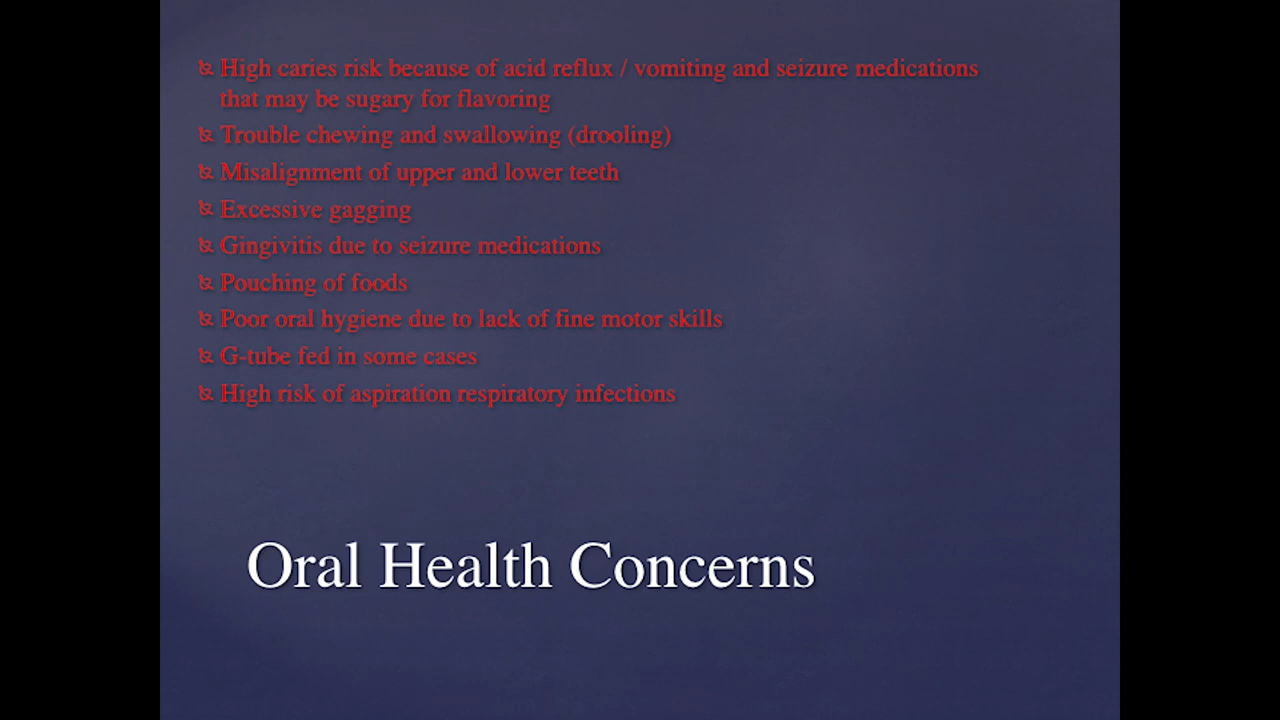 High caries risk because of acid reflux / vomiting and seizure medications
that may be sugary for flavoring
Trouble chewing and swallowing (drooling)
Misalignment of upper and lower teeth
Excessive gagging
Gingivitis due to seizure medications
Pouching of foods
Poor oral hygiene due to lack of fine motor skills
G-tube fed in some cases
High risk of aspiration respiratory infections
Oral Health Concerns